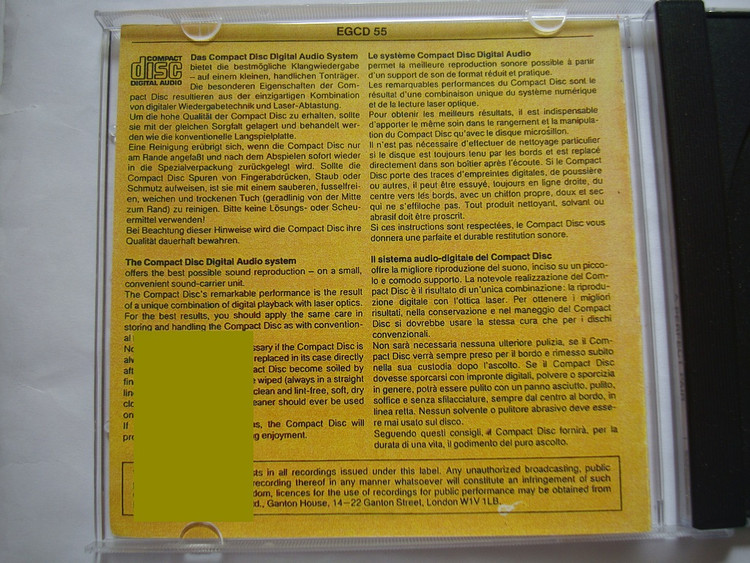 EGCD 55
COMPACT
disc
DIGITAL AUDIO
Das Compact Disc Digital Audio System
bietet die bestmögliche Klangwiedergabe
– auf einem kleinen, handlichen Tonträger.
Die besonderen Eigenschaften der Com-
pact Disc resultieren aus der einzigartigen Kombination
von digitaler Wiedergabetechnik und Laser-Abtastung.
Um die hohe Qualität der Compact Disc zu erhalten, sollte
sie mit der gleichen Sorgfalt gelagert und behandelt wer-
den wie die konventionelle Langspielplatte.
Eine Reinigung erübrigt sich, wenn die Compact Disc nur
am Rande angefaßt und nach dem Abspielen sofort wieder
in die Spezialverpackung zurückgelegt wird. Sollte die
Compact Disc Spuren von Fingerabdrücken, Staub oder
Schmutz aufweisen, ist sie mit einem sauberen, fusselfrei-
en, weichen und trockenen Tuch (geradlinig von der Mitte
zum Rand) zu reinigen. Bitte keine Lösungs- oder Scheu-
ermittel verwenden!
Bei Beachtung dieser Hinweise wird die Compact Disc ihre
Qualität dauerhaft bewahren.
The Compact Disc Digital Audio system
offers the best possible sound reproduction – on a small,
convenient sound-carrier unit.
The Compact Disc's remarkable performance is the result
of a unique combination of digital playback with laser optics.
For the best results, you should apply the same care in
storing and handling the Compact Disc as with convention-
al
No ssary if the Compact Disc is
alw replaced in its case directly
aft act Disc become soiled by
fin wiped (always in a straight
line clean and lint-free, soft, dry
clo eaner should ever be used
on
If s, the Compact Disc will
pro g enjoyment.
Le système Compact Disc Digital Audio
permet la meilleure reproduction sonore possible à partir
d'un support de son de format réduit et pratique.
Les remarquables performances du Compact Disc sont le
résultat d'une combinaison unique du système numérique
et de la lecture laser optique.
Pour obtenir les meilleurs résultats, il est indispensable
d'apporter le même soin dans le rangement et la manipula-
tion du Compact Disc qu'avec le disque microsillon.
Il n'est pas nécessaire d'effectuer de nettoyage particulier
si le disque est toujours tenu par les bords et est replacé
directement dans son boîtier après l'écoute. Si le Compact
Disc porte des traces d'empreintes digitales, de poussière
ou autres, il peut être essuyé, toujours en ligne droite, du
centre vers lés bords, avec un chiffon propre, doux et sec
qui ne s'effiloche pas. Tout produit nettoyant, solvant ou
abrasif doit être proscrit.
Si ces instructions sont respectées, le Compact Disc vous
donnera une parfaite et durable restitution sonore.
Il sistema audio-digitale del Compact Disc
offre la migliore riproduzione del suono, inciso su un picco-
lo e comodo supporto. La notevole realizzazione del Com-
pact Disc è il risultato di un'unica combinazione: la riprodu-
zione digitale con l'ottica laser. Per ottenere i migliori
risultati, nella conservazione e nel maneggio del Compact
Disc si dovrebbe usare la stessa cura che per i dischi
convenzionali.
Non sarà necessaria nessuna ulteriore pulizia, se il Com-
pact Disc verrà sempre preso per il bordo e rimesso subito
nella sua custodia dopo l'ascolto. Se il Compact Disc
dovesse sporcarsi con impronte digitali, polvere o sporcizia
in genere, potrà essere pulito con un panno asciutto, pulito,
soffice e senza sfilacciature, sempre dal centro al bordo, in
linea retta. Nessun solvente o pulitore abrasivo deve esse-
re mai usato sul disco.
Seguendo questi consigli, il Compact Disc fornirà, per la
durata di una vita, il godimento del puro ascolto.
sts in all recordings issued under this label. Any unauthorized broadcasting, public
recording thereof in any manner whatsoever will constitute an infringement of such
dom, licences for the use of recordings for public performance may be obtained from
d., Ganton House, 14–22 Ganton Street, London W1V 1LB.